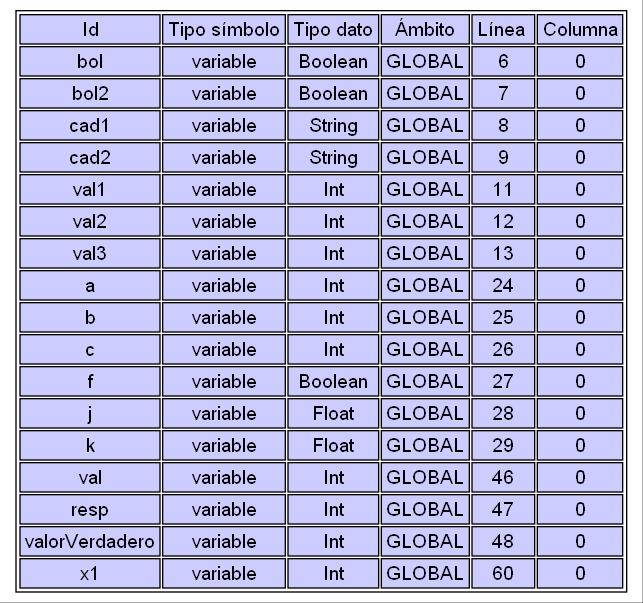 Id Tipo símbolo Tipo dato Ámbito Línea Columna
bol variable Boolean GLOBAL 6 0
bol2 variable Boolean GLOBAL 7 0
cad1 variable String GLOBAL 8 0
cad2 variable String GLOBAL 9 0
val1 variable Int GLOBAL 11 0
val2 variable Int GLOBAL 12 0
val3 variable Int GLOBAL 13 0
a variable Int GLOBAL 24 0
b variable Int GLOBAL 25 0
c variable Int GLOBAL 26 0
f variable Boolean GLOBAL 27 0
j variable Float GLOBAL 28 0
k variable Float GLOBAL 29 0
val variable Int GLOBAL 46 0
resp variable Int GLOBAL 47 0
valorVerdadero variable Int GLOBAL 48 0
x1 variable Int GLOBAL 60 0